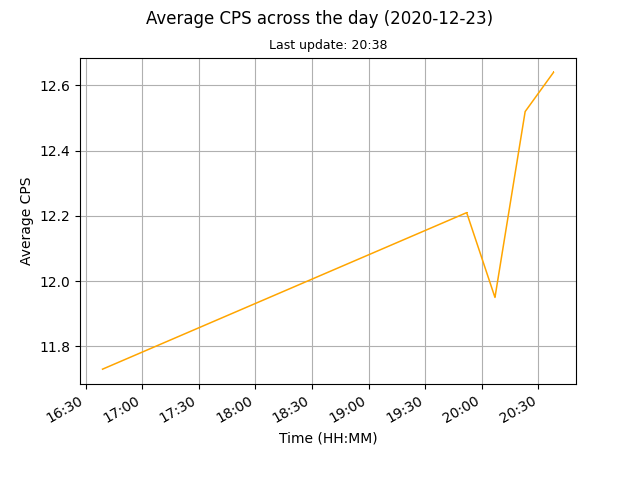 Average CPS across the day (2020-12-23)
Last update: 20:38
12.6
12.4
12.2
12.0
11.8
Average CPS
16:30 17:00 17:30 18:00 18:30 19:00 19:30 20:00 20:30
Time (HH:MM)